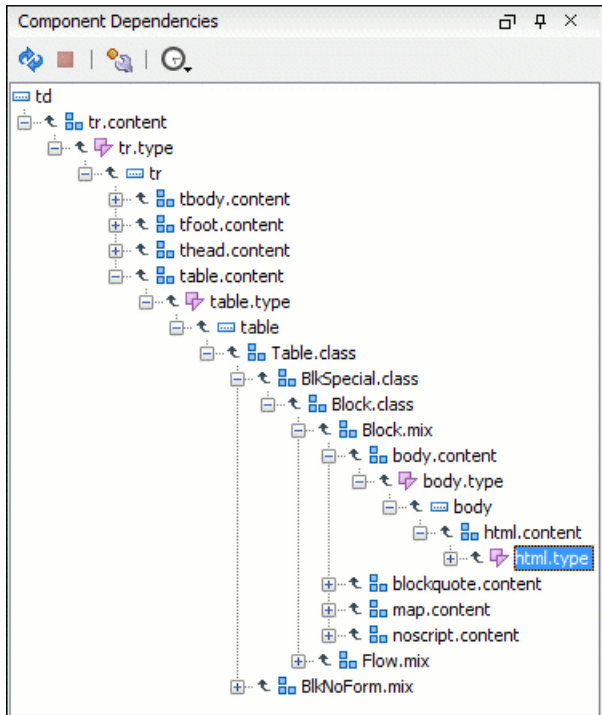 Component Dependencies
td
tr.content
tr.type
tr
tbody.content
tfoot.content
thead.content
table.content
table.type
table
Table.class
BlkSpecial.class
Block.class
Block.mix
body.content
body.type
body
html.content
html.type
blockquote.content
map.content
noscript.content
Flow.mix
BlkNoForm.mix